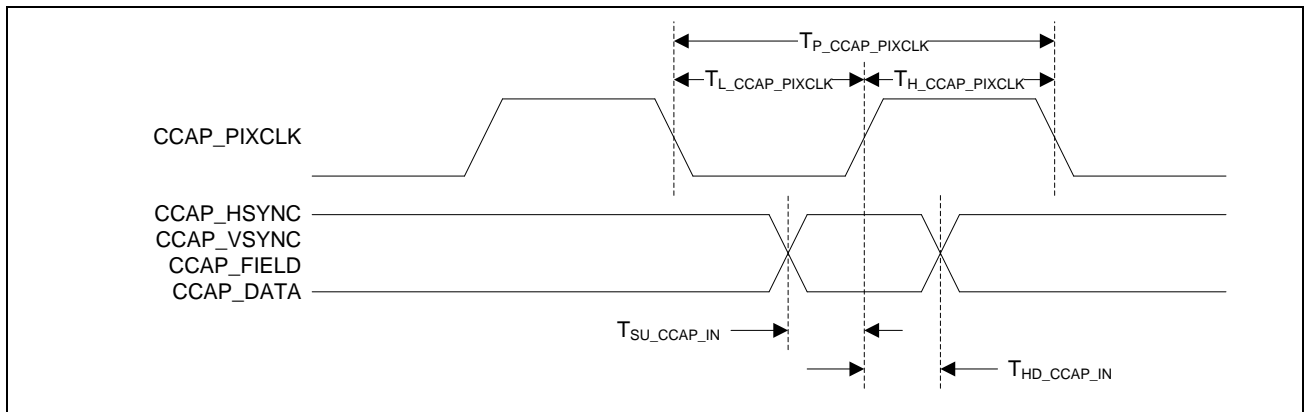 T_P_CCAP_PIXCLK
T_L_CCAP_PIXCLK T_H_CCAP_PIXCLK
CCAP_PIXCLK
CCAP_HSYNC
CCAP_VSYNC
CCAP_FIELD
CCAP_DATA
T_SU_CCAP_IN
T_HD_CCAP_IN